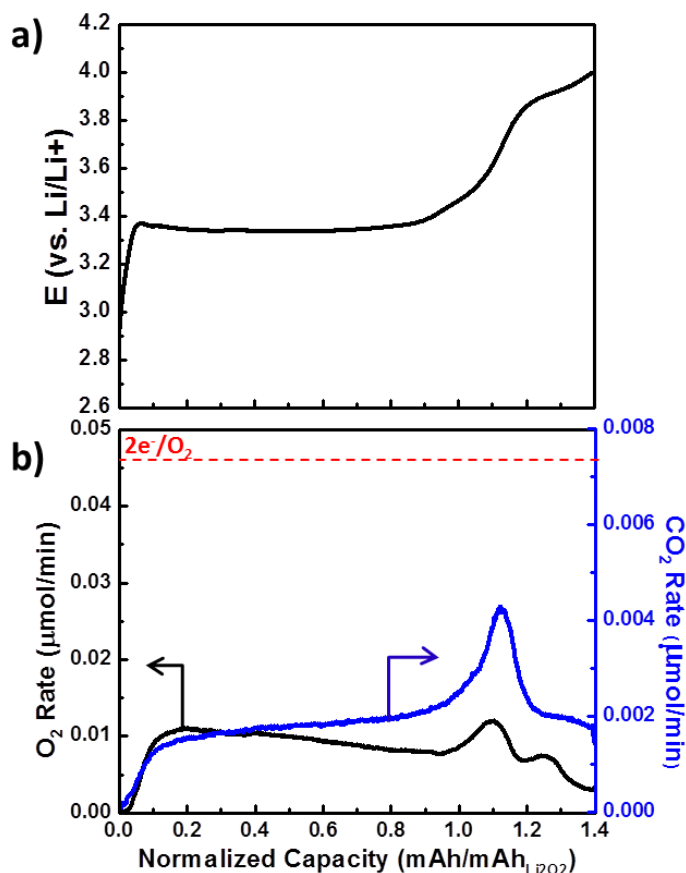 a)
E (vs. Li/Li+)
4.2
4.0
3.8
3.6
3.4
3.2
3.0
2.8
2.6
b)
2e⁻/O₂
O₂ Rate (μmol/min)
0.05
0.04
0.03
0.02
0.01
0.00
CO₂ Rate (μmol/min)
0.008
0.006
0.004
0.002
0.000
0.0 0.2 0.4 0.6 0.8 1.0 1.2 1.4
Normalized Capacity (mAh/mAh_Li2O2)